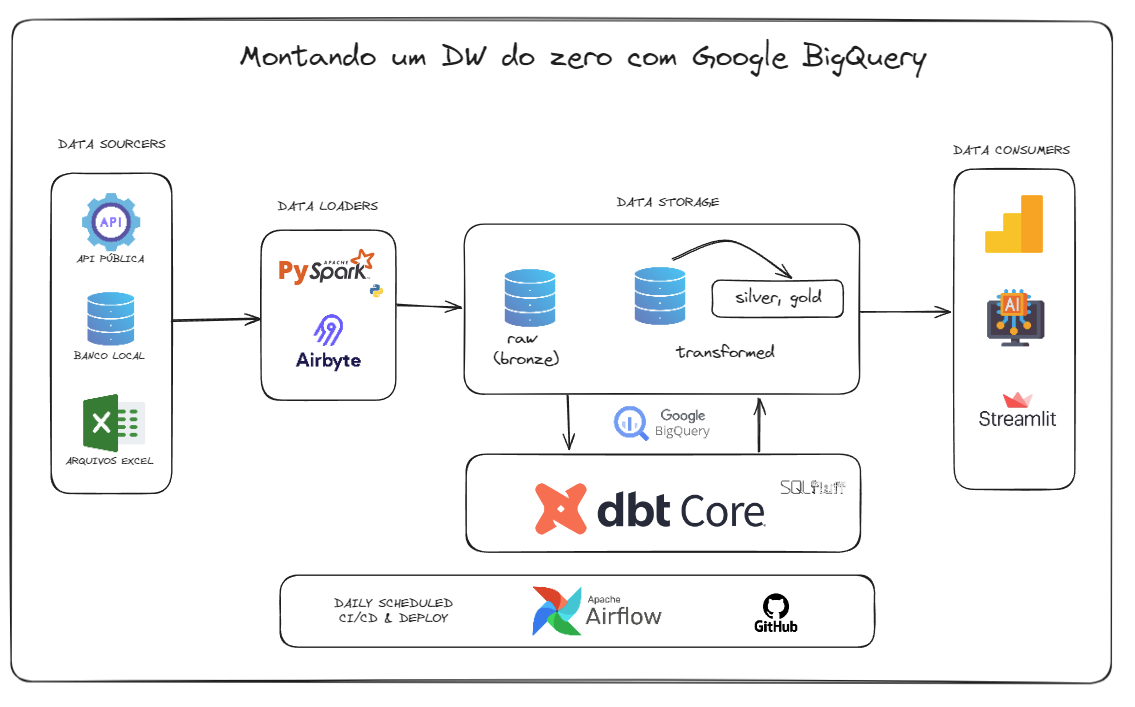 Montando um DW do zero com Google BigQuery
DATA SOURCERS
API
API PÚBLICA
BANCO LOCAL
X
ARQUIVOS EXCEL
DATA LOADERS
APACHE
PySpark
Airbyte
DATA STORAGE
raw
(bronze)
silver, gold
transformed
Google
BigQuery
dbt Core
SQLfluff
DATA CONSUMERS
AI
Streamlit
DAILY SCHEDULED
CI/CD & DEPLOY
Apache
Airflow
GitHub